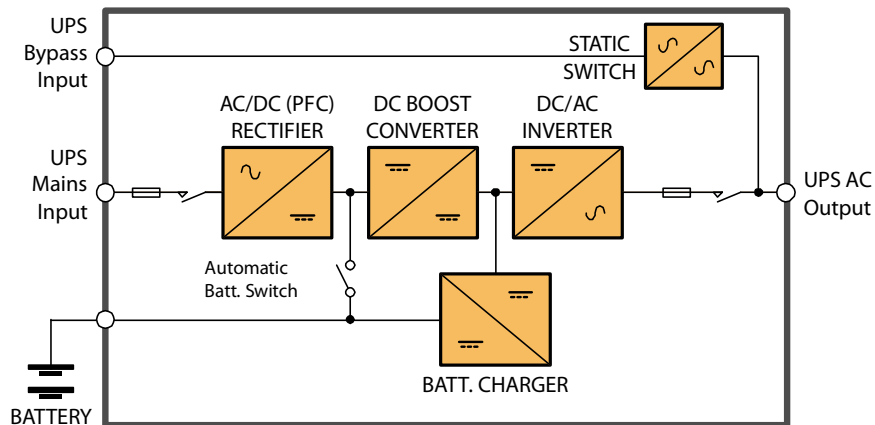 UPS
Bypass
Input
STATIC
SWITCH
AC/DC (PFC)
RECTIFIER
DC BOOST
CONVERTER
DC/AC
INVERTER
UPS
Mains
Input
UPS AC
Output
Automatic
Batt. Switch
BATT. CHARGER
BATTERY